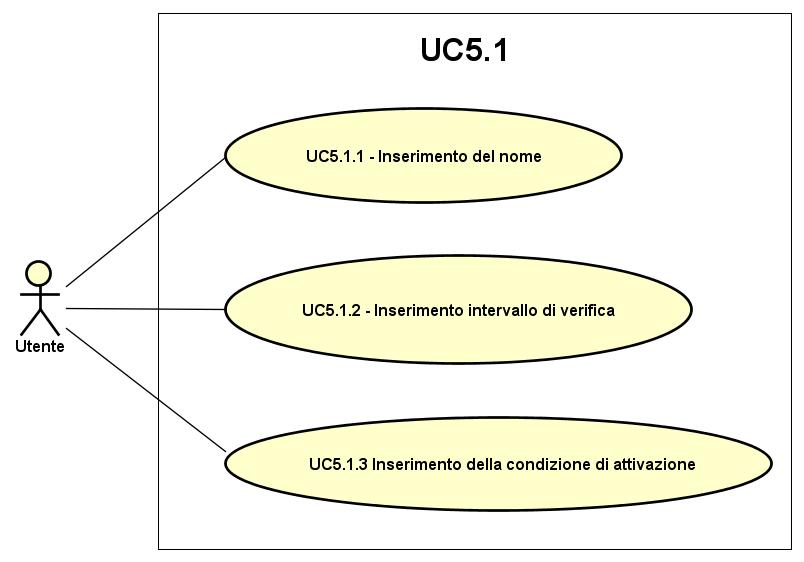 UC5.1
UC5.1.1 - Inserimento del nome
UC5.1.2 - Inserimento intervallo di verifica
Utente
UC5.1.3 Inserimento della condizione di attivazione